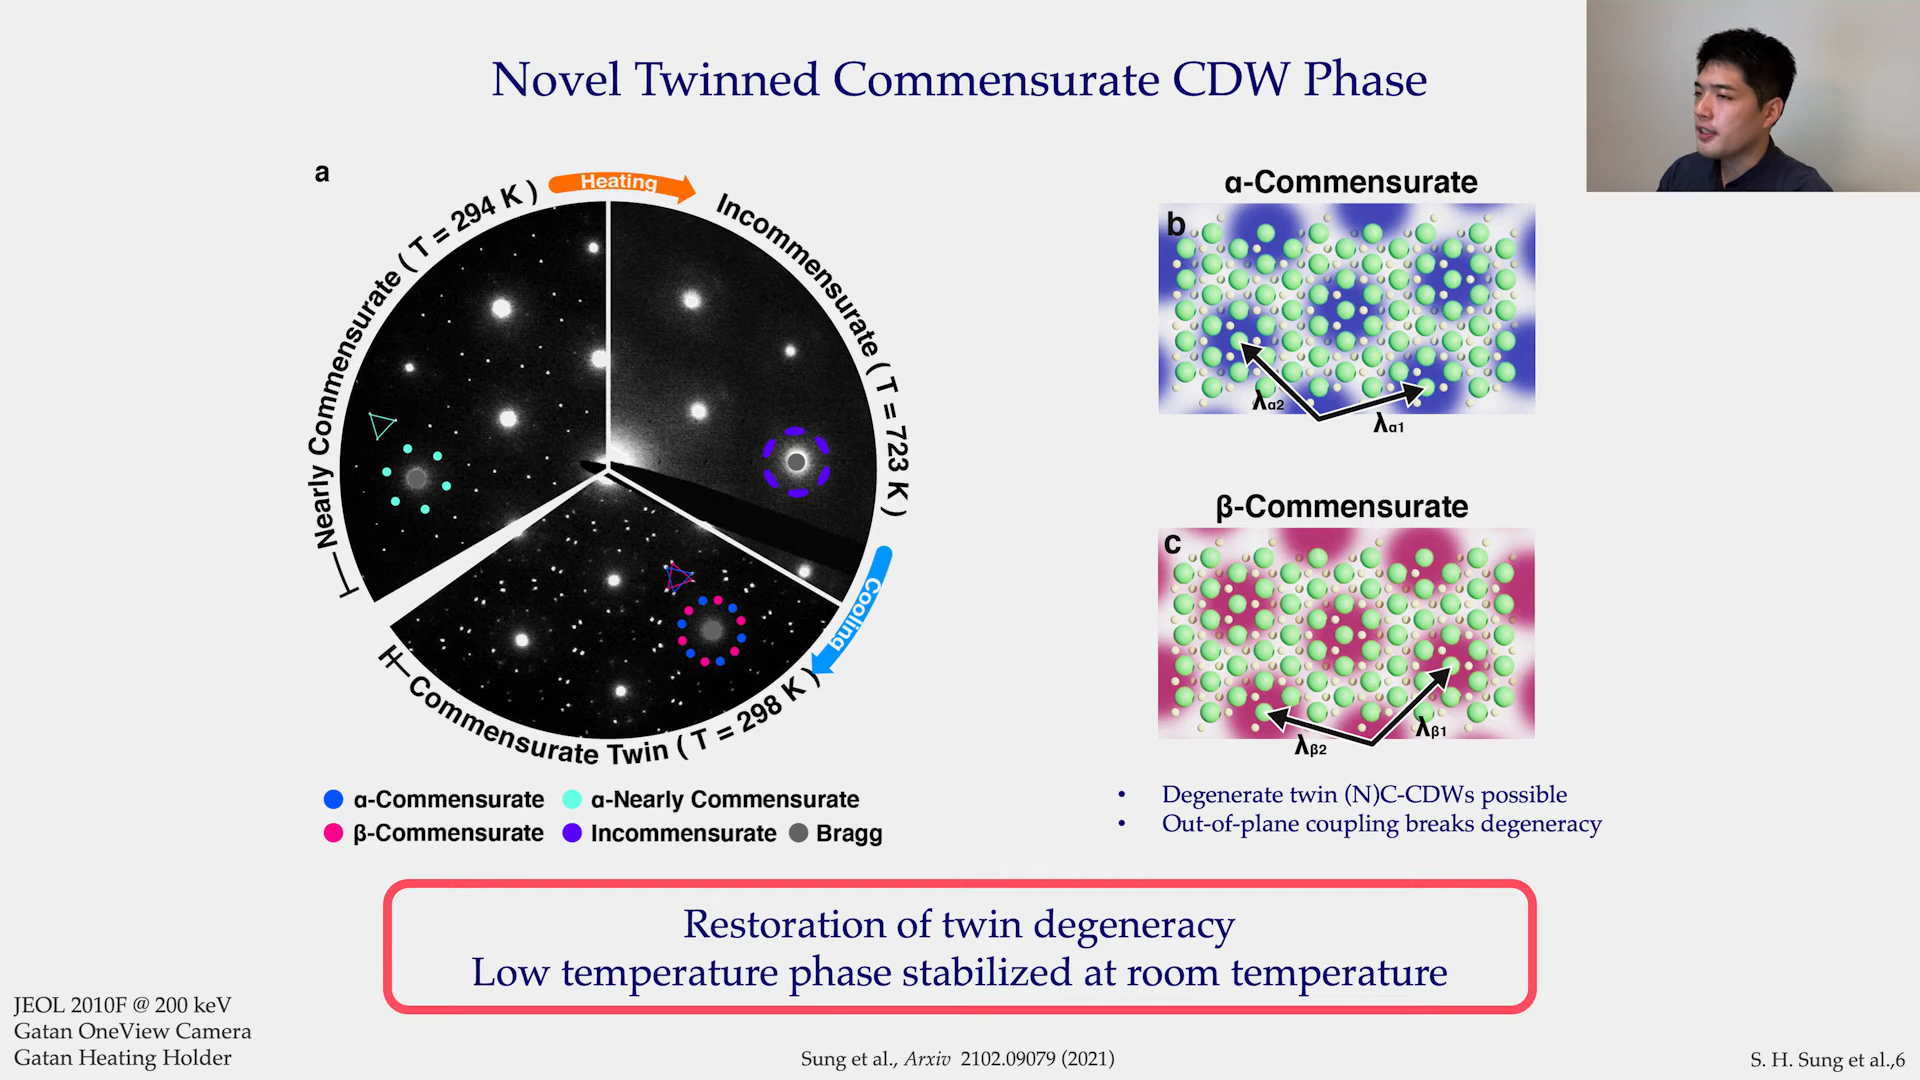 Novel Twinned Commensurate CDW Phase
a
Heating
Nearly Commensurate ( T = 294 K )
Incommensurate ( T = 723 K )
Cooling
Commensurate Twin ( T = 298 K )
α-Commensurate
α-Nearly Commensurate
β-Commensurate
Incommensurate
Bragg
α-Commensurate
b
λα2
λα1
β-Commensurate
c
λβ2
λβ1
• Degenerate twin (N)C-CDWs possible
• Out-of-plane coupling breaks degeneracy
Restoration of twin degeneracy
Low temperature phase stabilized at room temperature
JEOL 2010F @ 200 keV
Gatan OneView Camera
Gatan Heating Holder
Sung et al., Arxiv 2102.09079 (2021)
S. H. Sung et al.,6